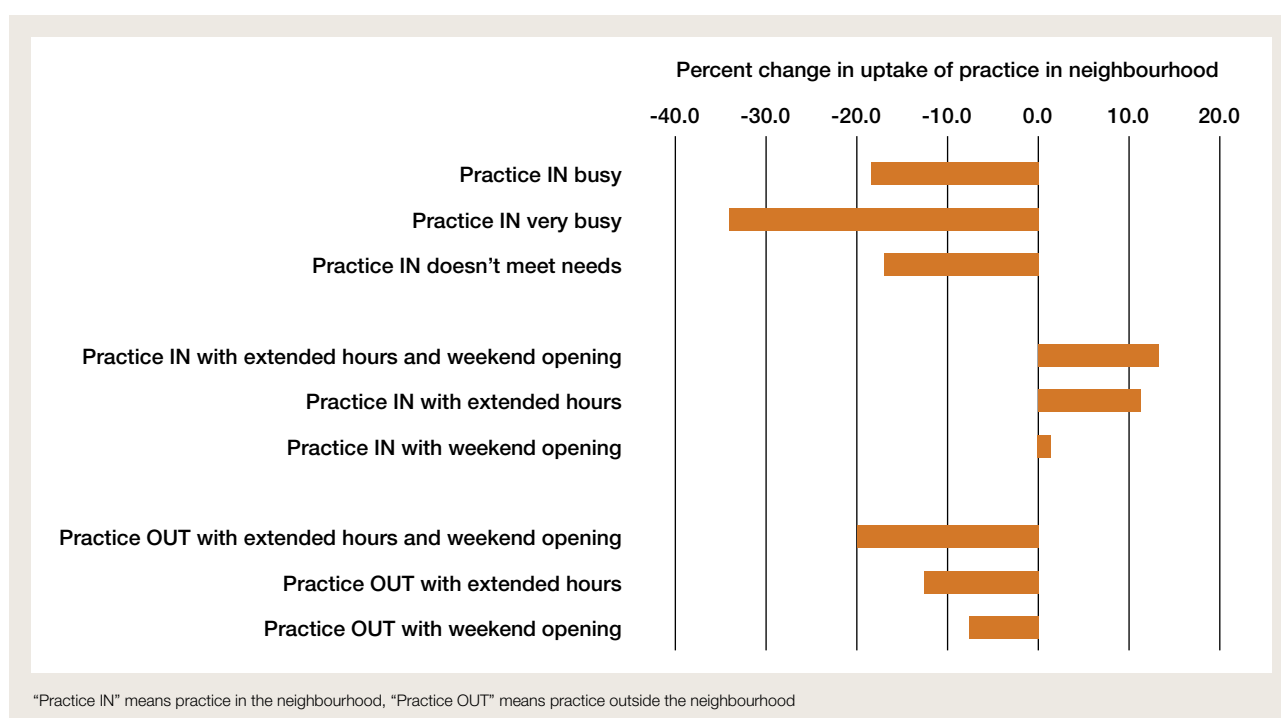 Percent change in uptake of practice in neighbourhood
-40.0 -30.0 -20.0 -10.0 0.0 10.0 20.0
Practice IN busy
Practice IN very busy
Practice IN doesn’t meet needs
Practice IN with extended hours and weekend opening
Practice IN with extended hours
Practice IN with weekend opening
Practice OUT with extended hours and weekend opening
Practice OUT with extended hours
Practice OUT with weekend opening
“Practice IN” means practice in the neighbourhood, “Practice OUT” means practice outside the neighbourhood